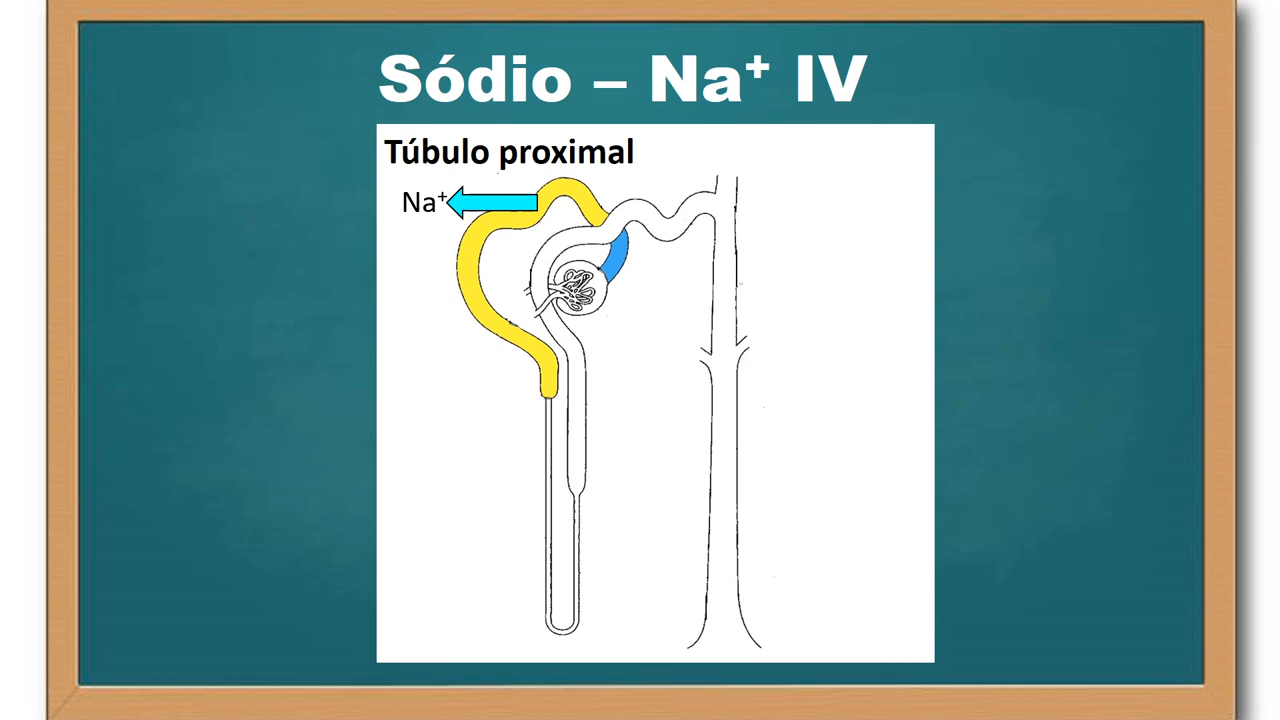 Sódio – Na⁺ IV
Túbulo proximal
Na⁺